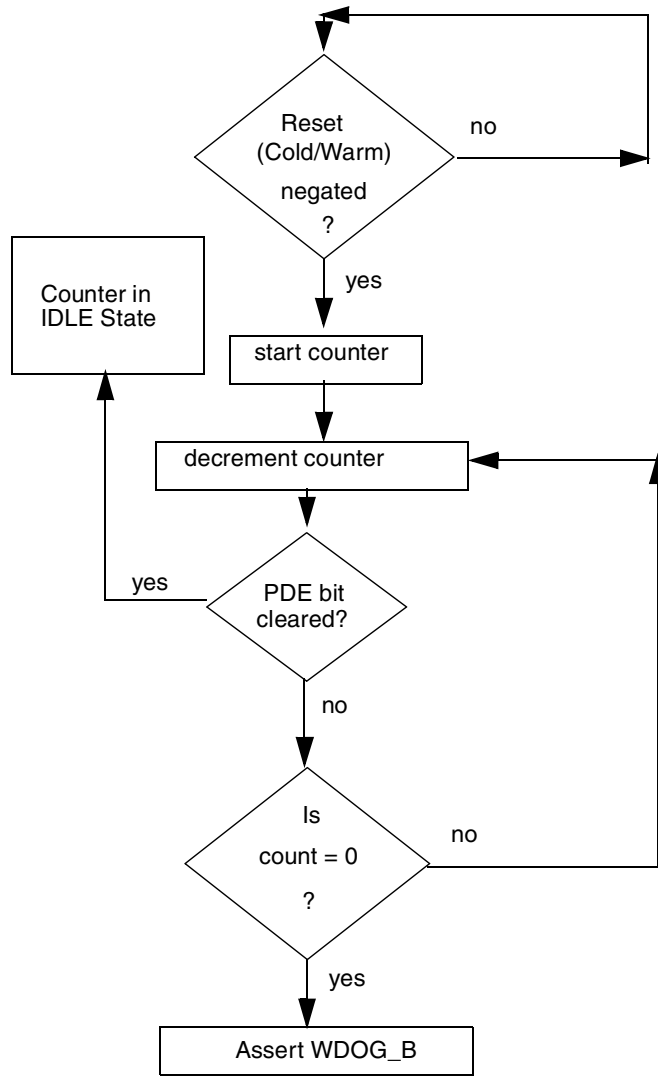 Reset
(Cold/Warm)
negated
?
no
yes
Counter in
IDLE State
start counter
decrement counter
yes
PDE bit
cleared?
no
Is
count = 0
?
no
yes
Assert WDOG_B